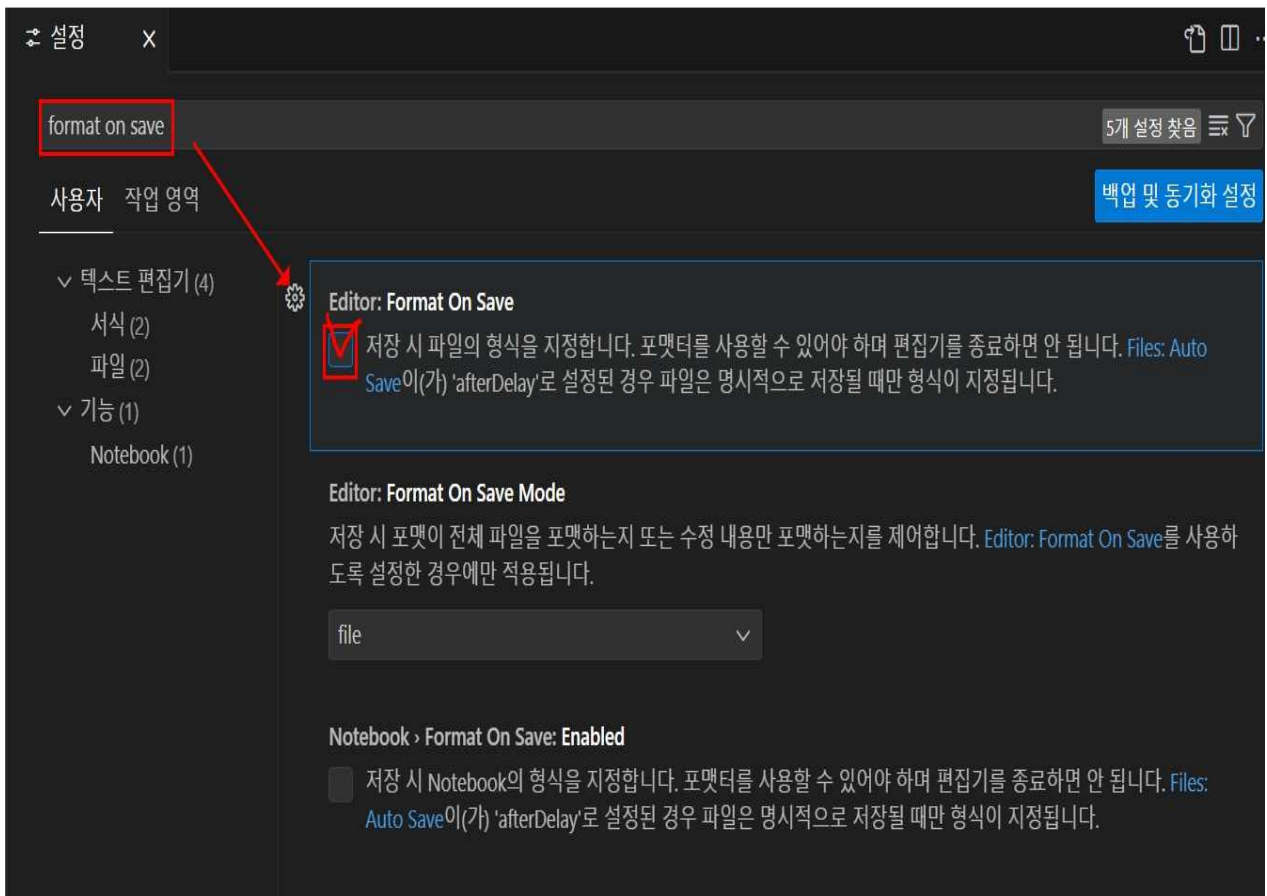 설정
format on save
5개 설정 찾음
사용자 작업 영역
백업 및 동기화 설정
텍스트 편집기 (4)
서식 (2)
파일 (2)
기능 (1)
Notebook (1)
Editor: Format On Save
저장 시 파일의 형식을 지정합니다. 포맷터를 사용할 수 있어야 하며 편집기를 종료하면 안 됩니다. Files: Auto
Save이(가) 'afterDelay'로 설정된 경우 파일은 명시적으로 저장될 때만 형식이 지정됩니다.
Editor: Format On Save Mode
저장 시 포맷이 전체 파일을 포맷하는지 또는 수정 내용만 포맷하는지를 제어합니다. Editor: Format On Save를 사용하
도록 설정한 경우에만 적용됩니다.
file
Notebook › Format On Save: Enabled
저장 시 Notebook의 형식을 지정합니다. 포맷터를 사용할 수 있어야 하며 편집기를 종료하면 안 됩니다. Files:
Auto Save이(가) 'afterDelay'로 설정된 경우 파일은 명시적으로 저장될 때만 형식이 지정됩니다.